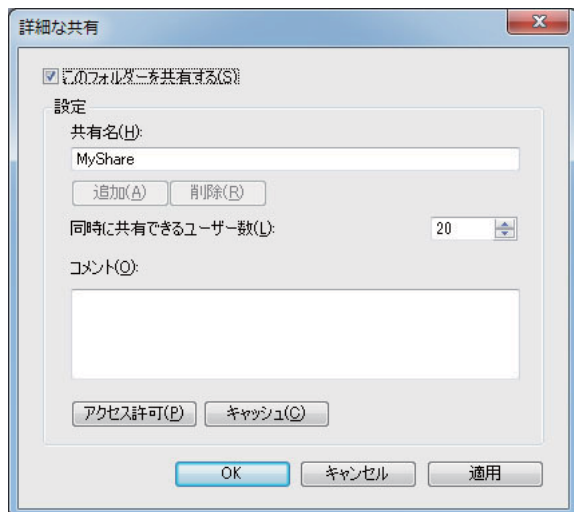 詳細な共有
このフォルダーを共有する(S)
設定
共有名(H):
MyShare
追加(A) 削除(R)
同時に共有できるユーザー数(L): 20
コメント(O):
アクセス許可(P) キャッシュ(C)
OK キャンセル 適用